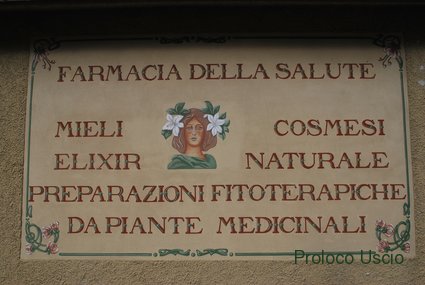 FARMACIA DELLA SALUTE
MIELI COSMESI
ELIXIR NATURALE
PREPARAZIONI FITOTERAPICHE
DA PIANTE MEDICINALI
Proloco Uscio